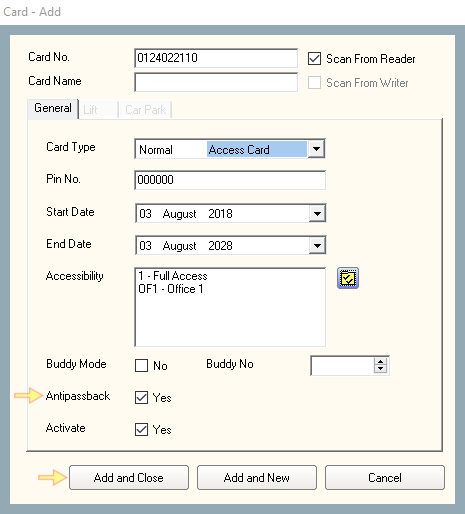 Card - Add
Card No. 0124022110 Scan From Reader
Card Name Scan From Writer
General Lift Car Park
Card Type Normal Access Card
Pin No. 000000
Start Date 03 August 2018
End Date 03 August 2028
Accessibility 1 - Full Access
OF1 - Office 1
Buddy Mode No Buddy No
Antipassback Yes
Activate Yes
Add and Close Add and New Cancel